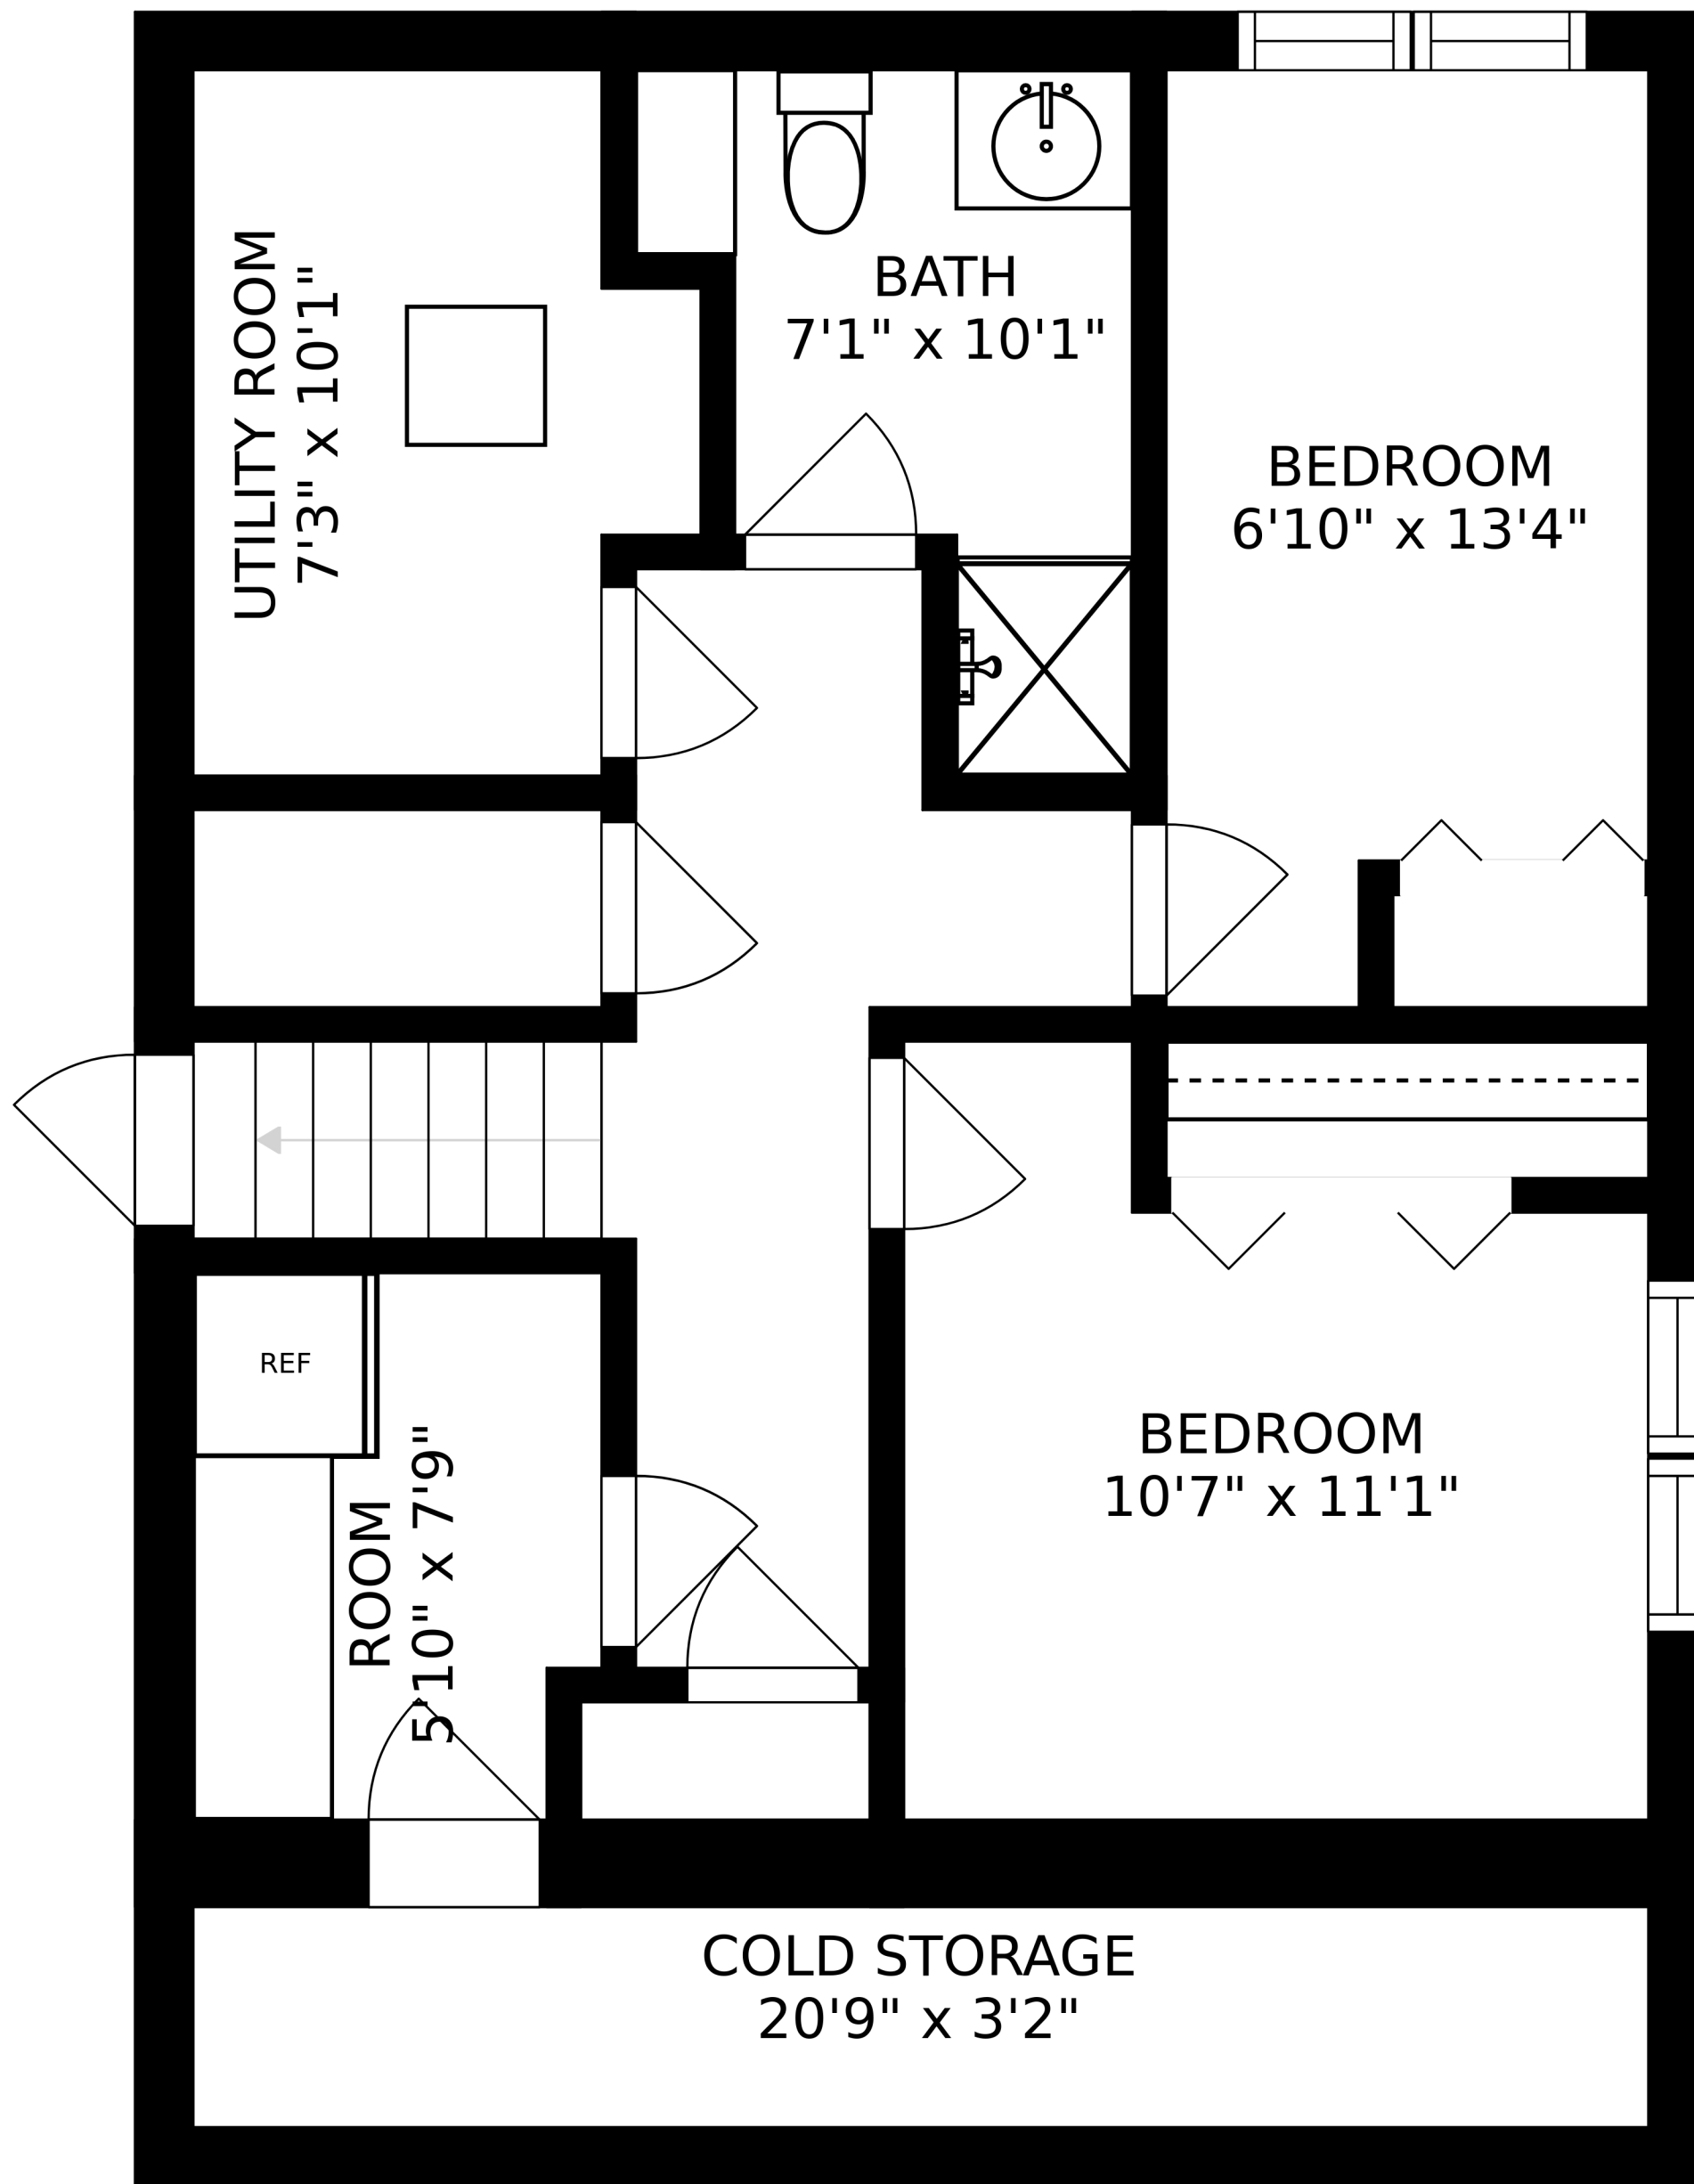 UTILITY ROOM
7'3" x 10'1"
BATH
7'1" x 10'1"
BEDROOM
6'10" x 13'4"
REF
ROOM
5'10" x 7'9"
BEDROOM
10'7" x 11'1"
COLD STORAGE
20'9" x 3'2"